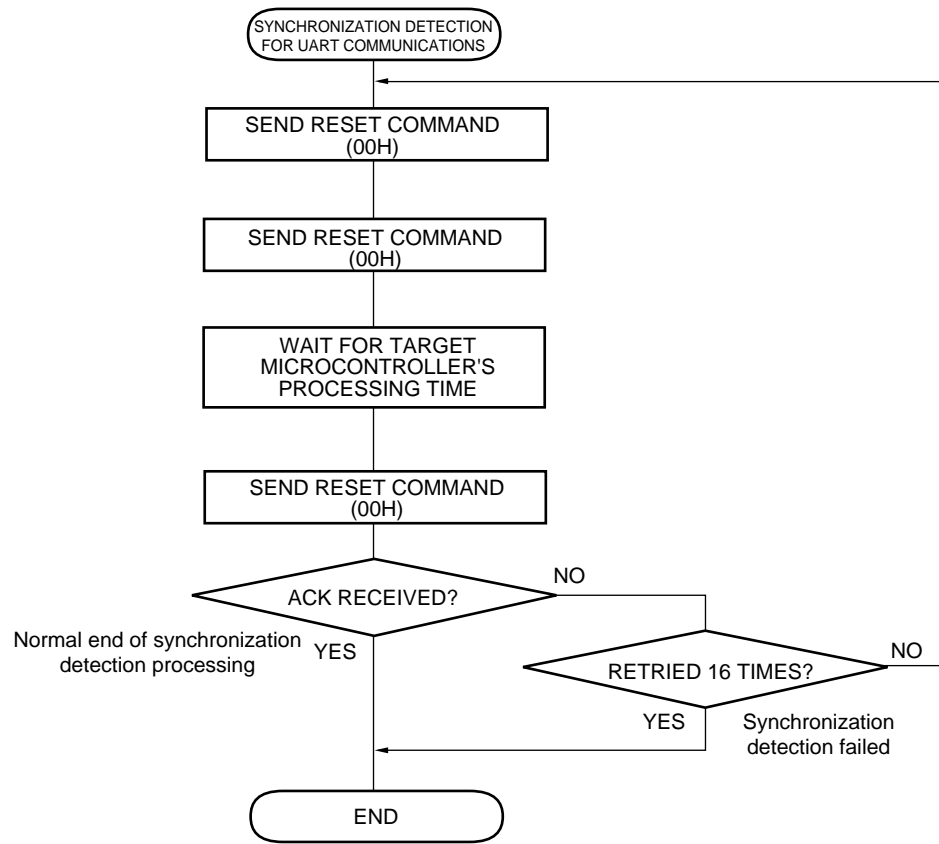 SYNCHRONIZATION DETECTION
FOR UART COMMUNICATIONS
SEND RESET COMMAND
(00H)
SEND RESET COMMAND
(00H)
WAIT FOR TARGET
MICROCONTROLLER'S
PROCESSING TIME
SEND RESET COMMAND
(00H)
ACK RECEIVED?
NO
Normal end of synchronization
detection processing
YES
RETRIED 16 TIMES?
NO
YES
Synchronization
detection failed
END